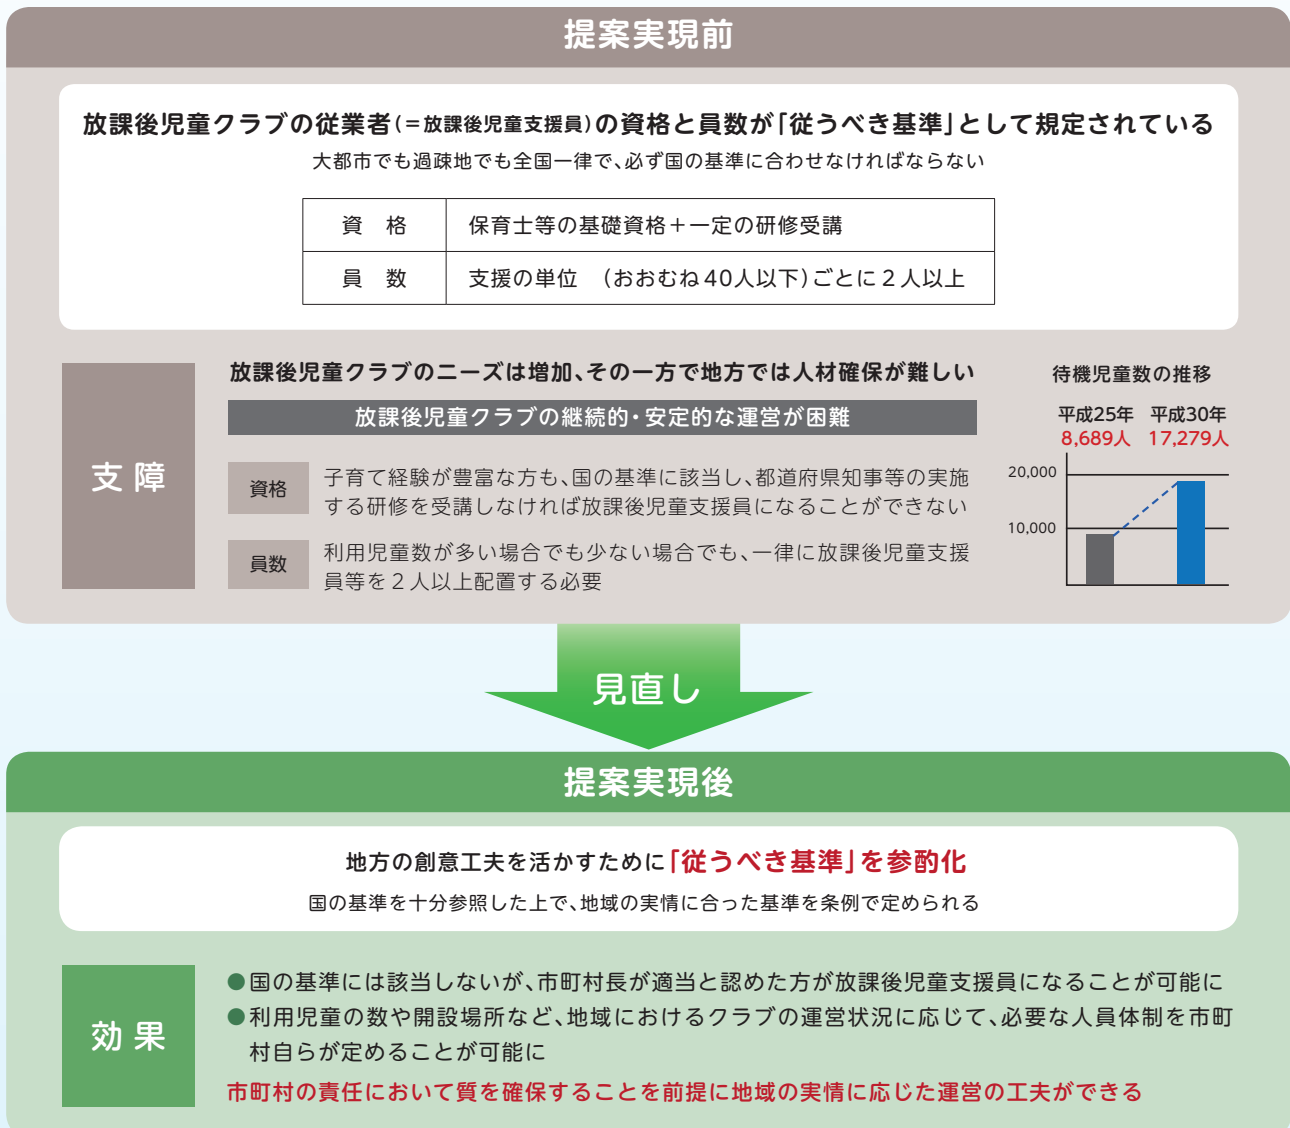 提案実現前
放課後児童クラブの従業者(=放課後児童支援員)の資格と員数が「従うべき基準」として規定されている
大都市でも過疎地でも全国一律で、必ず国の基準に合わせなければならない
資 格 保育士等の基礎資格+一定の研修受講
員 数 支援の単位 (おおむね40人以下)ごとに2人以上
支障
放課後児童クラブのニーズは増加、その一方で地方では人材確保が難しい
放課後児童クラブの継続的・安定的な運営が困難
資格
子育て経験が豊富な方も、国の基準に該当し、都道府県知事等の実施
する研修を受講しなければ放課後児童支援員になることができない
員数
利用児童数が多い場合でも少ない場合でも、一律に放課後児童支援
員等を2人以上配置する必要
待機児童数の推移
平成25年 平成30年
8,689人 17,279人
20,000
10,000
見直し
提案実現後
地方の創意工夫を活かすために「従うべき基準」を参酌化
国の基準を十分参照した上で、地域の実情に合った基準を条例で定められる
効果
●国の基準には該当しないが、市町村長が適当と認めた方が放課後児童支援員になることが可能に
●利用児童の数や開設場所など、地域におけるクラブの運営状況に応じて、必要な人員体制を市町
村自らが定めることが可能に
市町村の責任において質を確保することを前提に地域の実情に応じた運営の工夫ができる